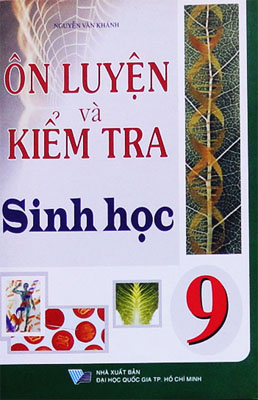 NGUYỄN VĂN KHÁNH
ÔN LUYỆN
và
KIỂM TRA
Sinh học
9
NHÀ XUẤT BẢN
ĐẠI HỌC QUỐC GIA TP. HỒ CHÍ MINH